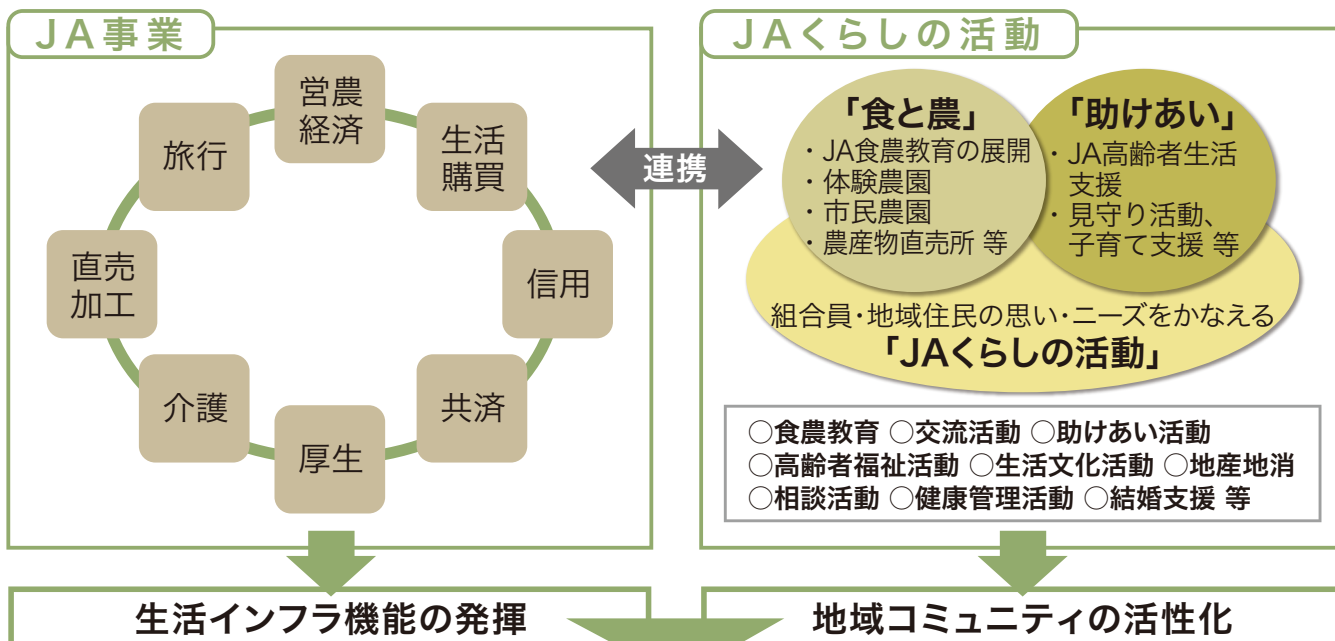 JA事業
営農
経済
生活
購買
信用
共済
厚生
介護
直売
加工
旅行
連携
JAくらしの活動
「食と農」
・JA食農教育の展開
・体験農園
・市民農園
・農産物直売所 等
「助けあい」
・JA高齢者生活
支援
・見守り活動、
子育て支援 等
組合員・地域住民の思い・ニーズをかなえる
「JAくらしの活動」
○食農教育 ○交流活動 ○助けあい活動
○高齢者福祉活動 ○生活文化活動 ○地産地消
○相談活動 ○健康管理活動 ○結婚支援 等
生活インフラ機能の発揮
地域コミュニティの活性化